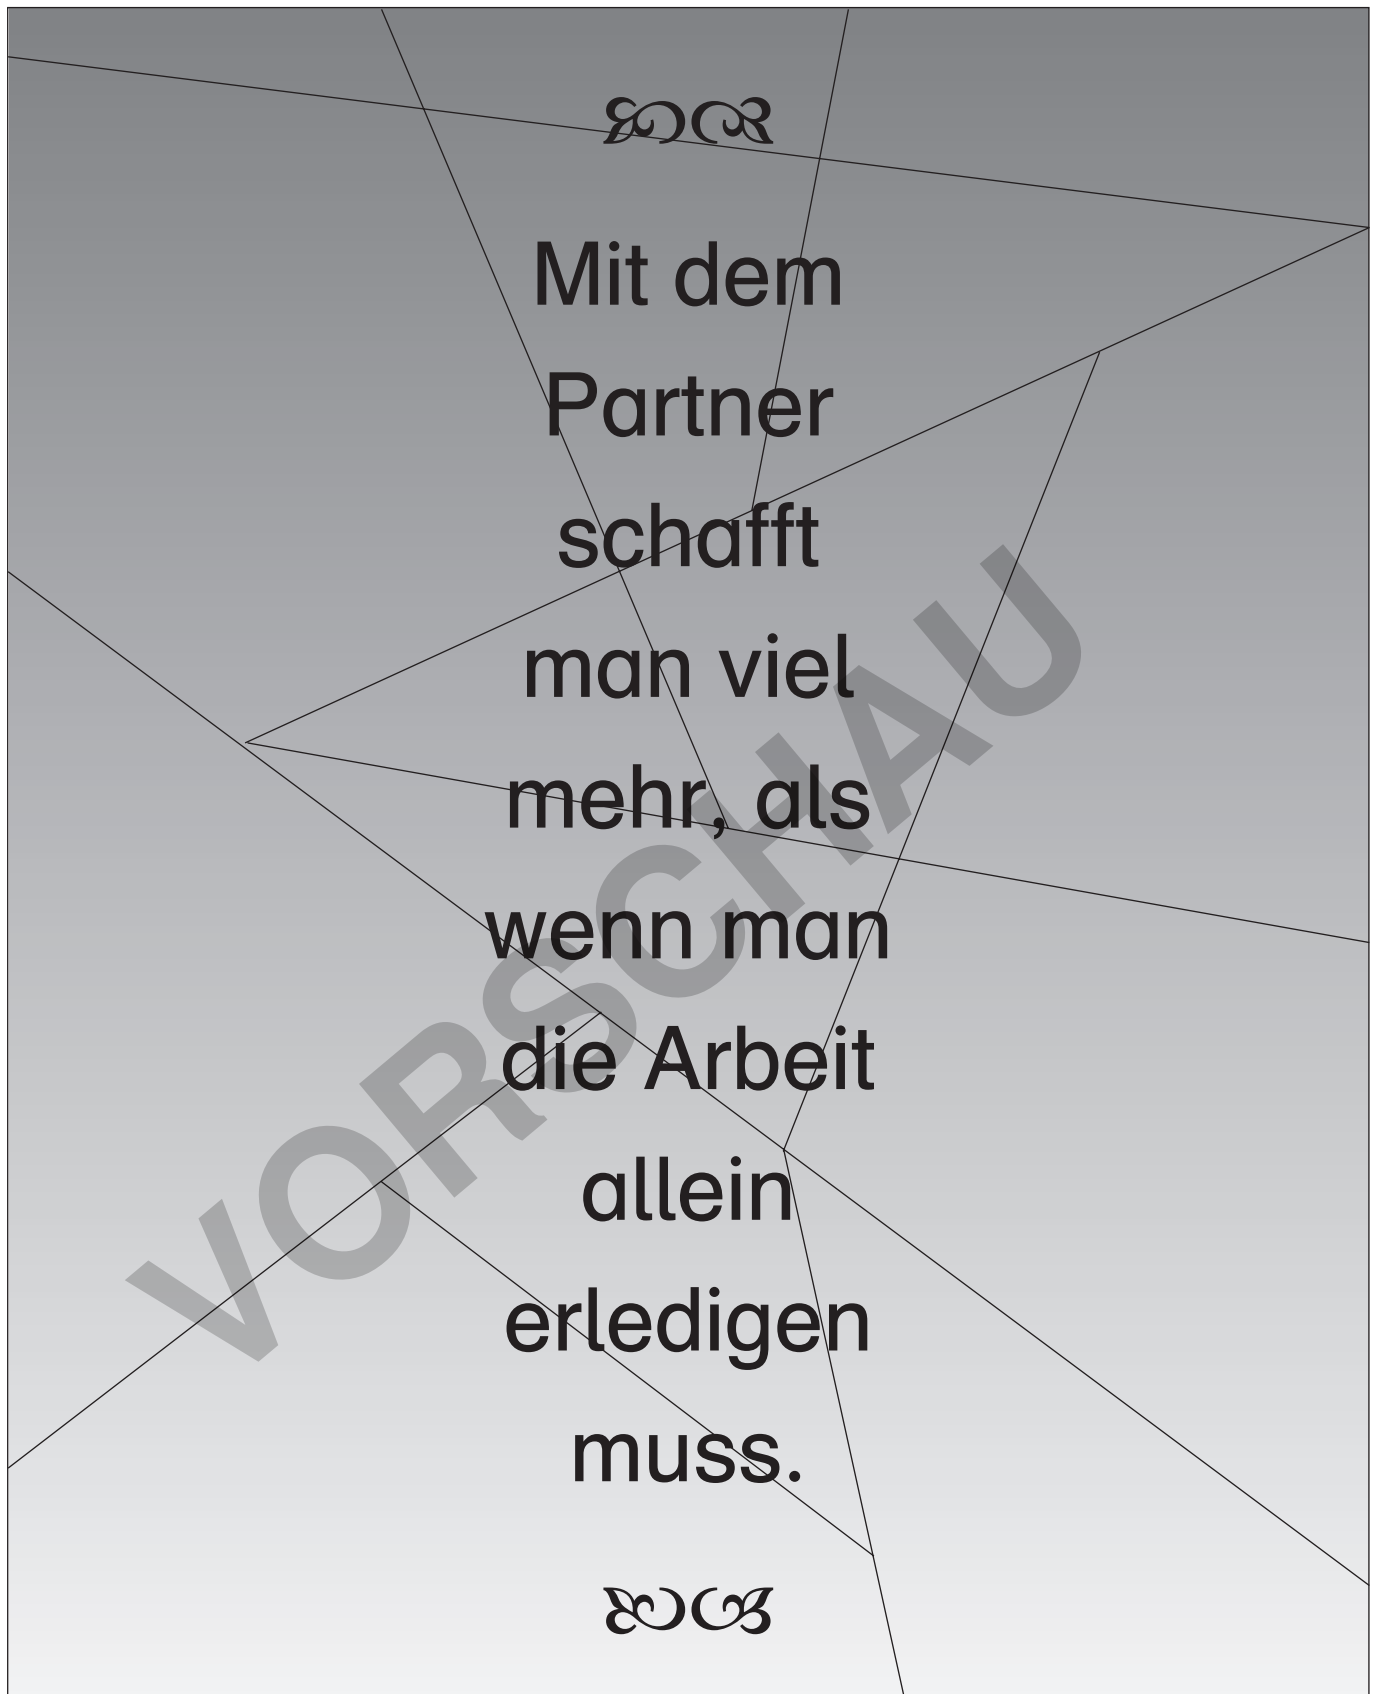 Mit dem
Partner
schafft
man viel
mehr, als
wenn man
die Arbeit
allein
erledigen
muss.
VORSCHAU